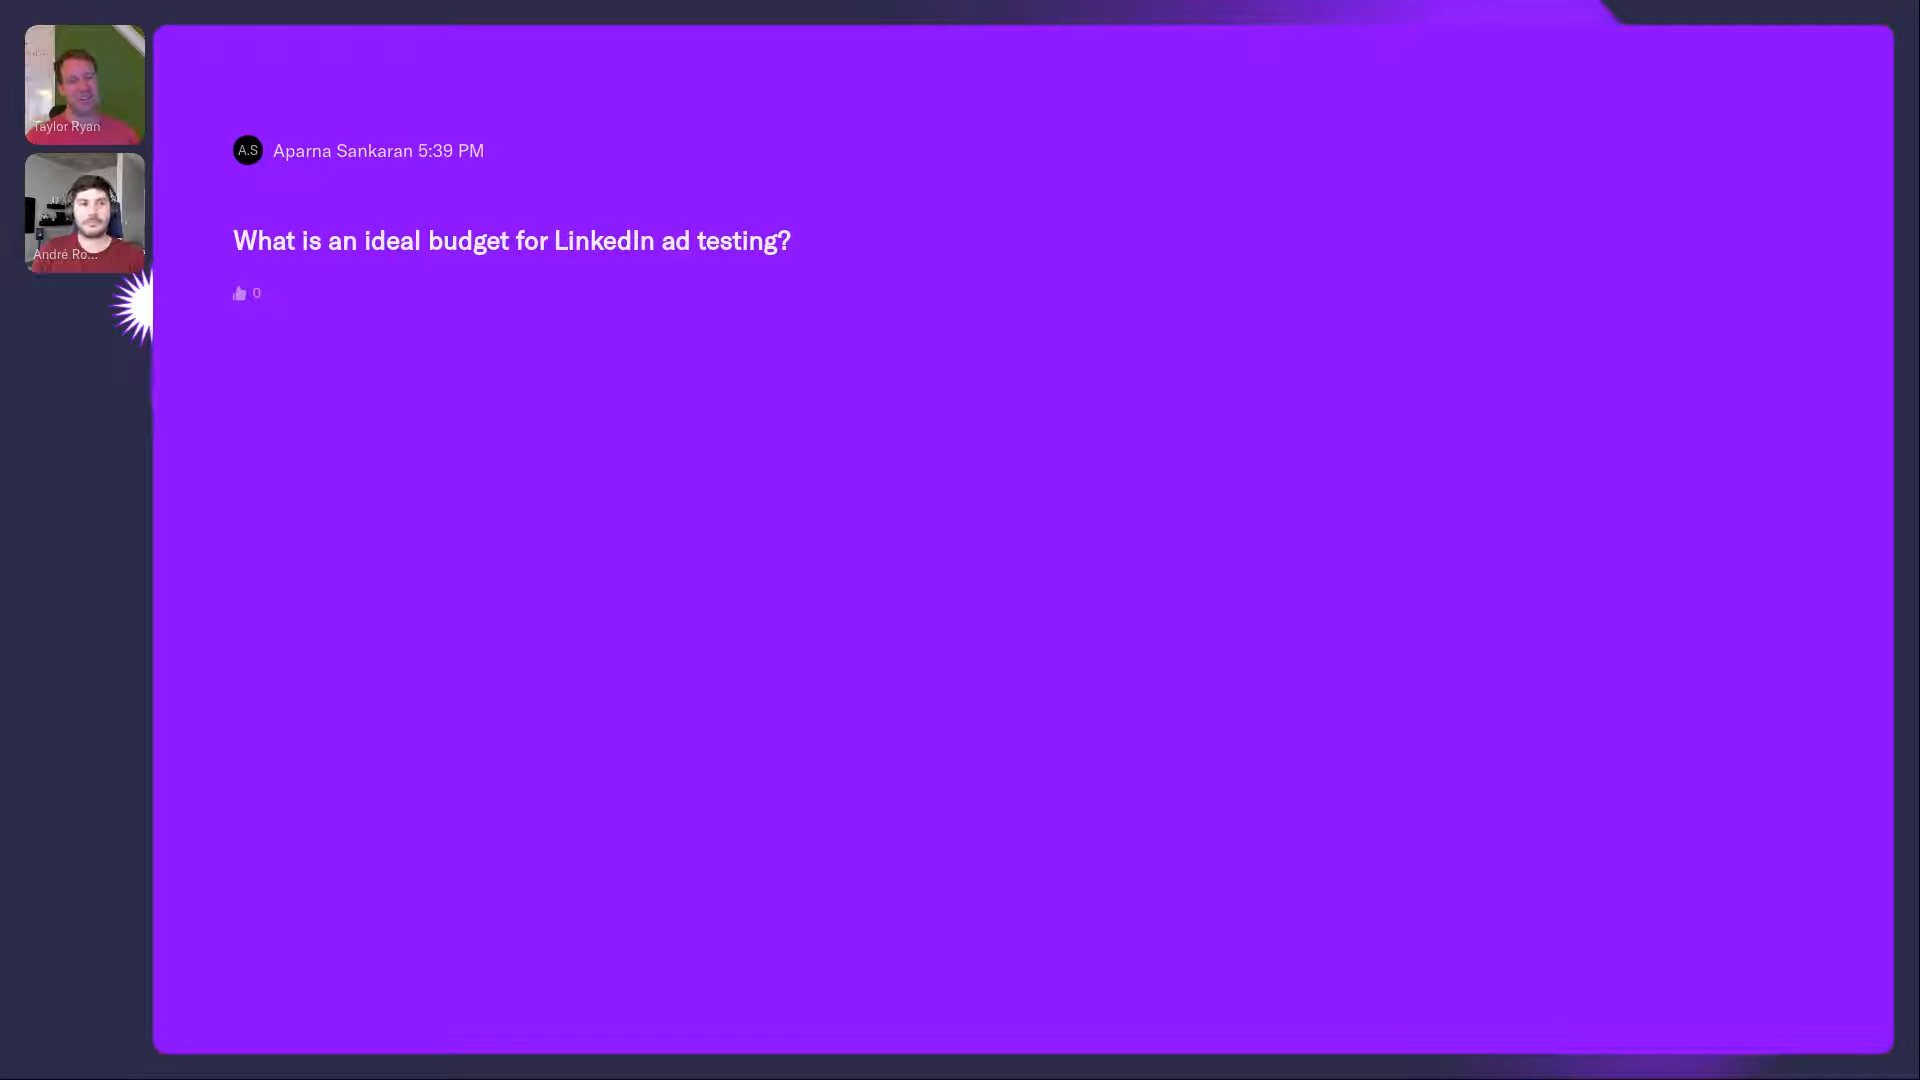 Taylor Ryan
André Ro...
A.S
Aparna Sankaran 5:39 PM
What is an ideal budget for LinkedIn ad testing?
0